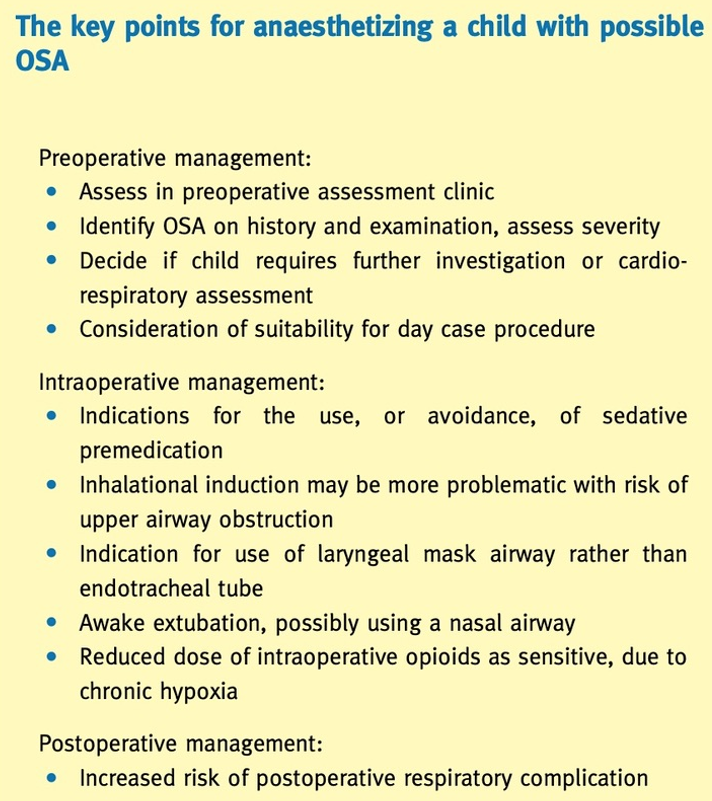 The key points for anaesthetizing a child with possible
OSA
Preoperative management:
• Assess in preoperative assessment clinic
• Identify OSA on history and examination, assess severity
• Decide if child requires further investigation or cardio-
respiratory assessment
• Consideration of suitability for day case procedure
Intraoperative management:
• Indications for the use, or avoidance, of sedative
premedication
• Inhalational induction may be more problematic with risk of
upper airway obstruction
• Indication for use of laryngeal mask airway rather than
endotracheal tube
• Awake extubation, possibly using a nasal airway
• Reduced dose of intraoperative opioids as sensitive, due to
chronic hypoxia
Postoperative management:
• Increased risk of postoperative respiratory complication